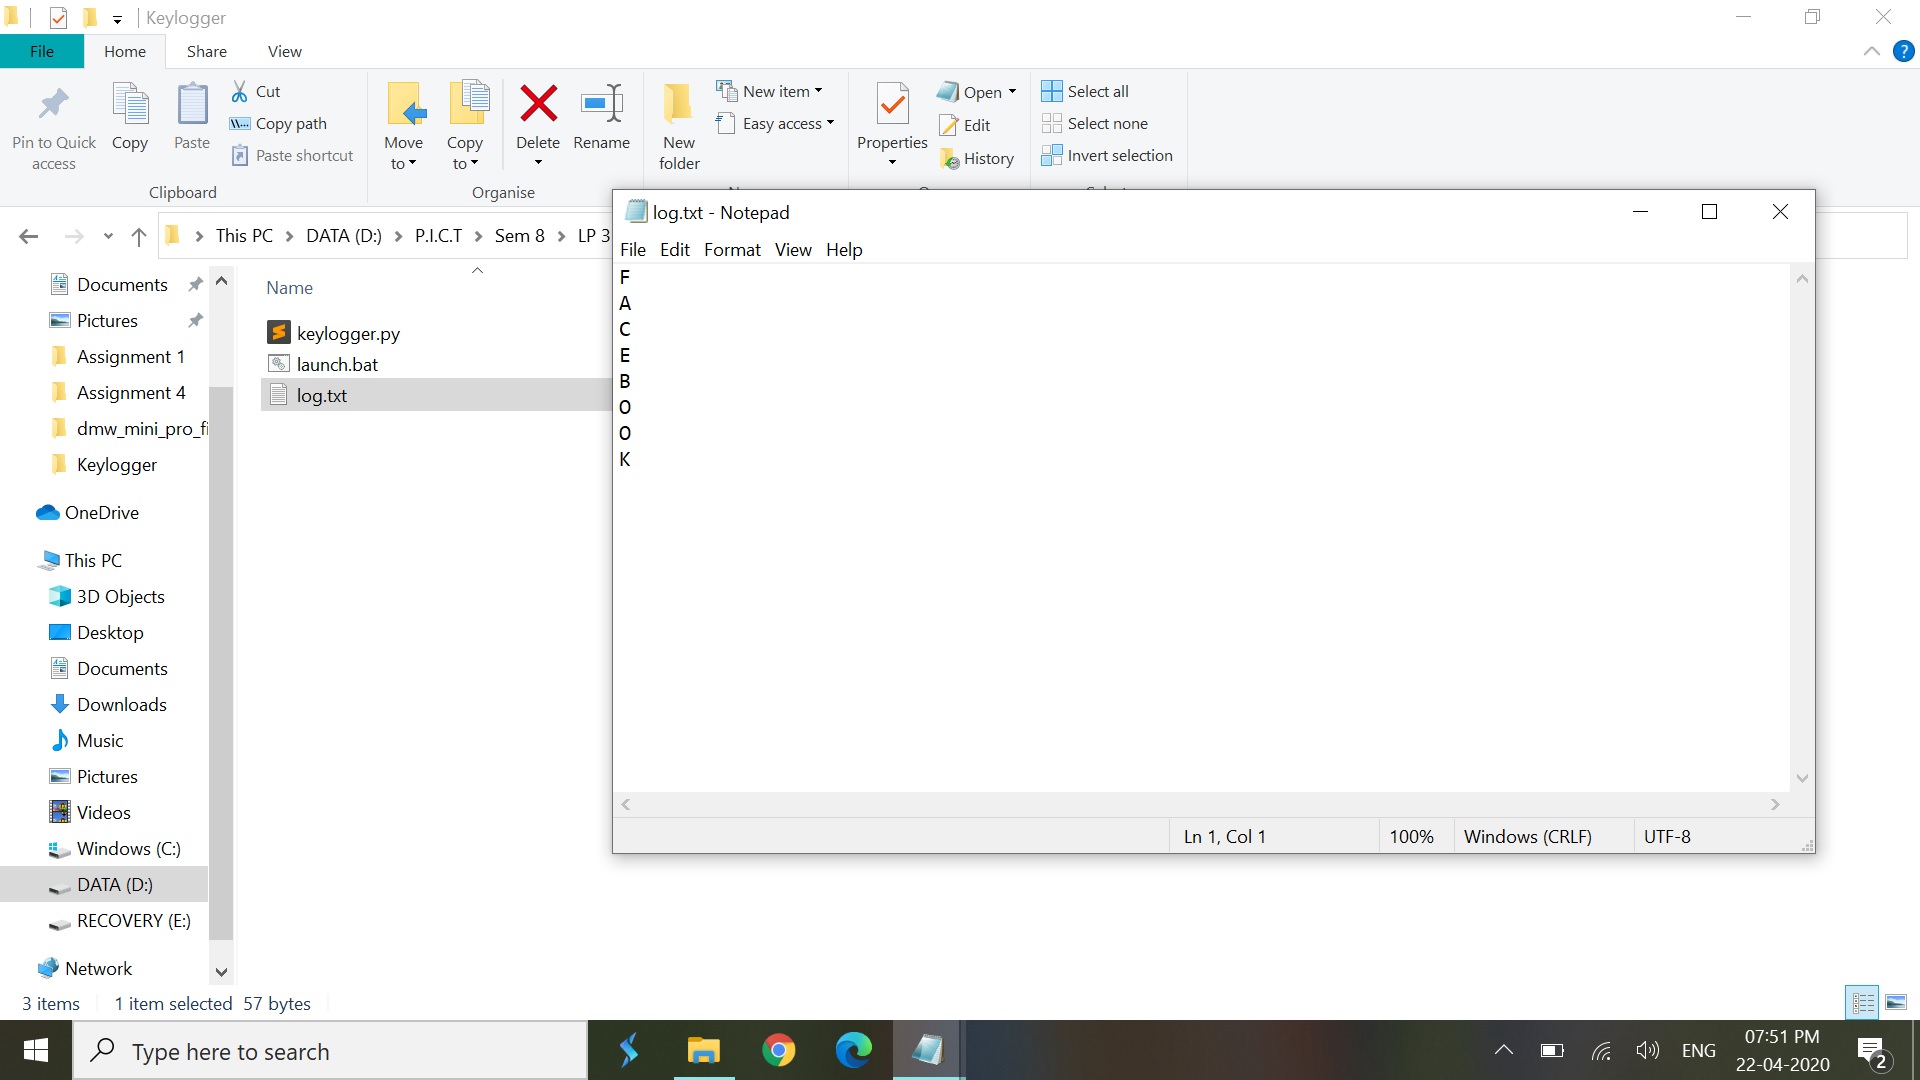 Keylogger
File Home Share View
Pin to Quick access
Copy
Paste
Cut
Copy path
Paste shortcut
Clipboard
Move to
Copy to
Delete
Rename
Organise
New folder
New item
Easy access
Properties
Open
Edit
History
Select all
Select none
Invert selection
This PC > DATA (D:) > P.I.C.T > Sem 8 > LP 3
Documents
Pictures
Assignment 1
Assignment 4
dmw_mini_pro_fi
Keylogger
OneDrive
This PC
3D Objects
Desktop
Documents
Downloads
Music
Pictures
Videos
Windows (C:)
DATA (D:)
RECOVERY (E:)
Network
Name
keylogger.py
launch.bat
log.txt
log.txt - Notepad
File Edit Format View Help
F
A
C
E
B
O
O
K
Ln 1, Col 1 100% Windows (CRLF) UTF-8
3 items 1 item selected 57 bytes
Type here to search
ENG
07:51 PM
22-04-2020
2